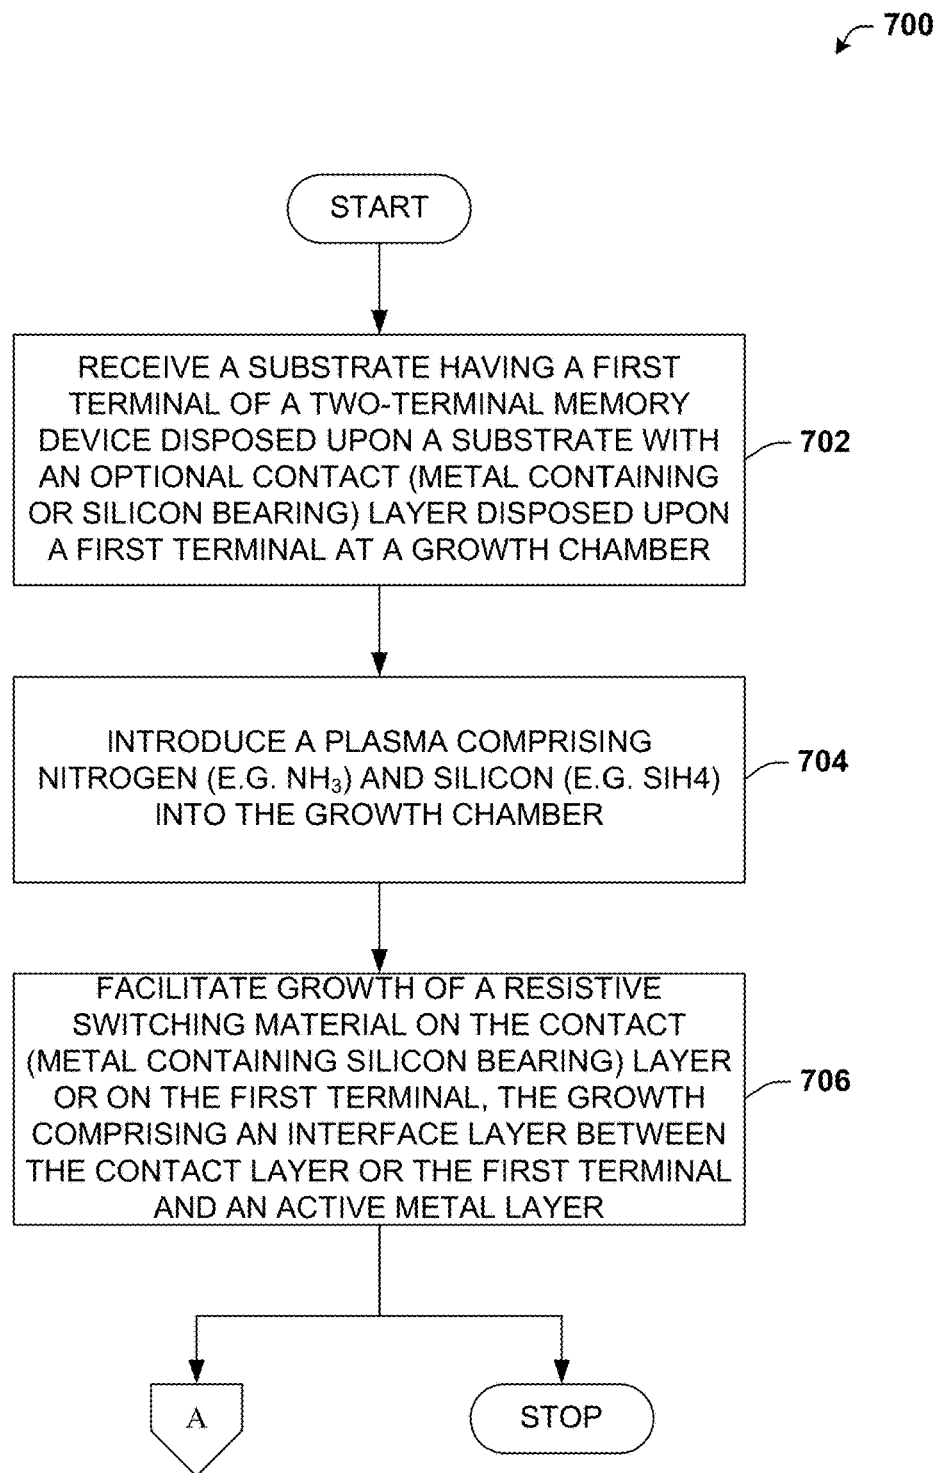 700
START
RECEIVE A SUBSTRATE HAVING A FIRST
TERMINAL OF A TWO-TERMINAL MEMORY
DEVICE DISPOSED UPON A SUBSTRATE WITH
AN OPTIONAL CONTACT (METAL CONTAINING
OR SILICON BEARING) LAYER DISPOSED UPON
A FIRST TERMINAL AT A GROWTH CHAMBER
702
INTRODUCE A PLASMA COMPRISING
NITROGEN (E.G. NH₃) AND SILICON (E.G. SIH4)
INTO THE GROWTH CHAMBER
704
FACILITATE GROWTH OF A RESISTIVE
SWITCHING MATERIAL ON THE CONTACT
(METAL CONTAINING SILICON BEARING) LAYER
OR ON THE FIRST TERMINAL, THE GROWTH
COMPRISING AN INTERFACE LAYER BETWEEN
THE CONTACT LAYER OR THE FIRST TERMINAL
AND AN ACTIVE METAL LAYER
706
A
STOP